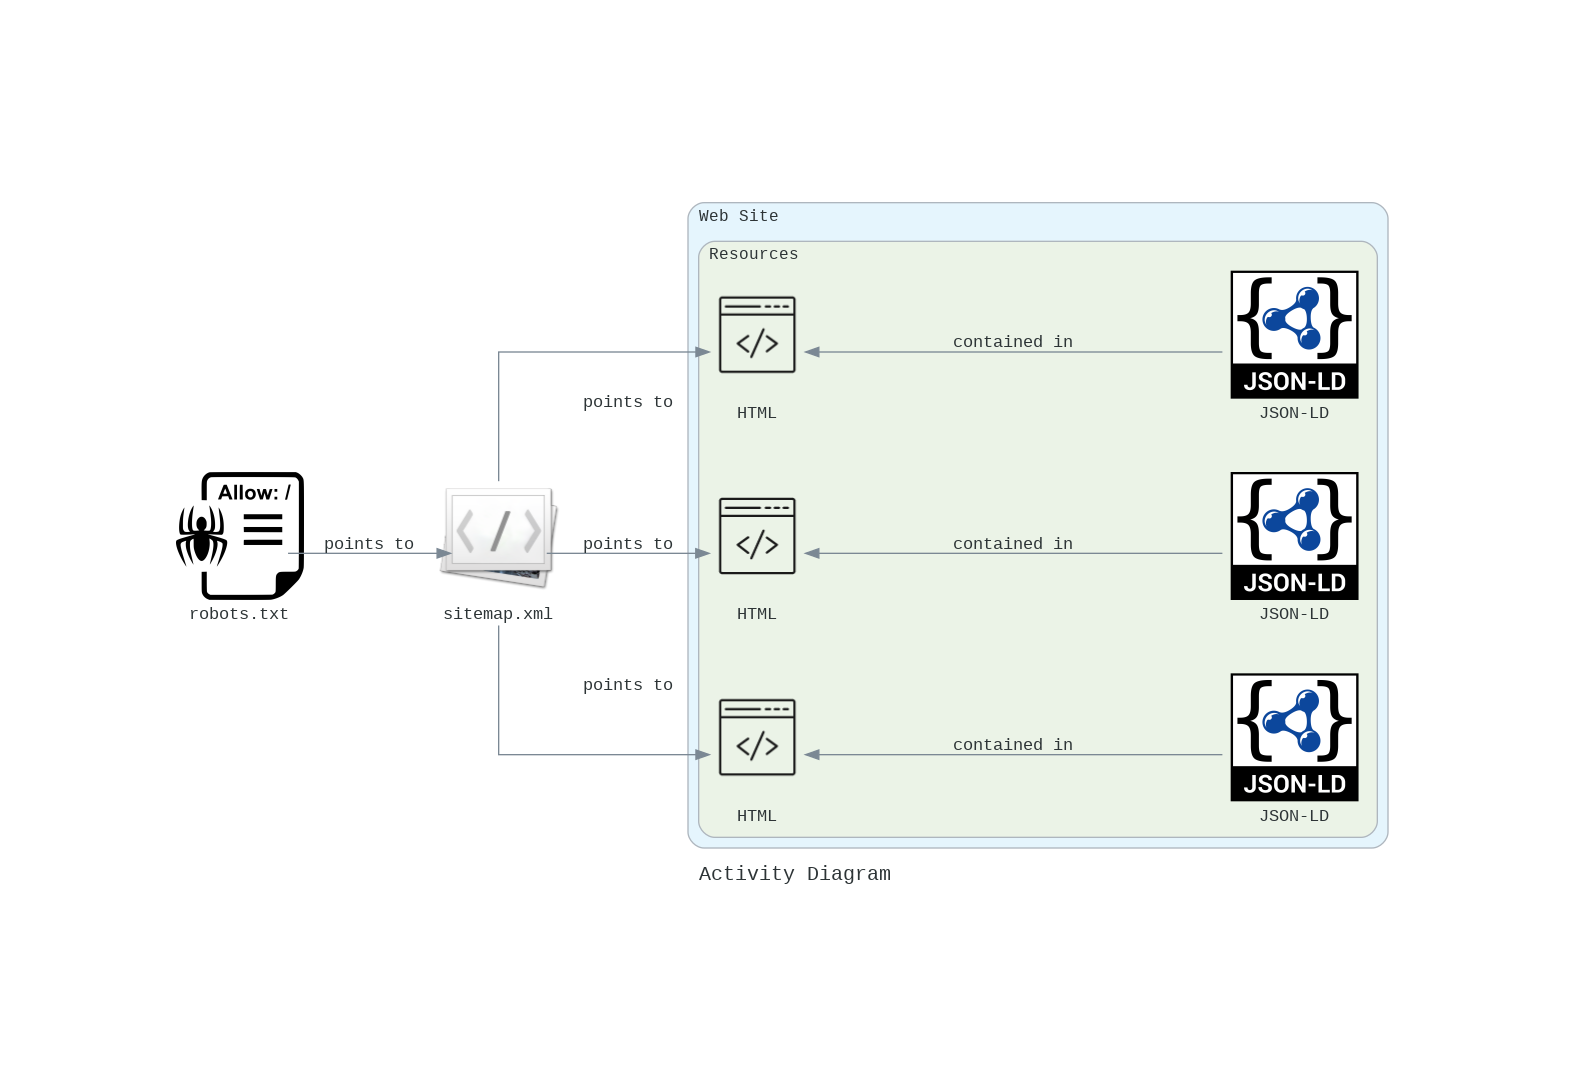 Web Site
Resources
contained in
JSON-LD
points to
HTML
JSON-LD
Allow: /
points to
points to
contained in
JSON-LD
robots.txt
sitemap.xml
HTML
JSON-LD
points to
contained in
JSON-LD
HTML
JSON-LD
Activity Diagram